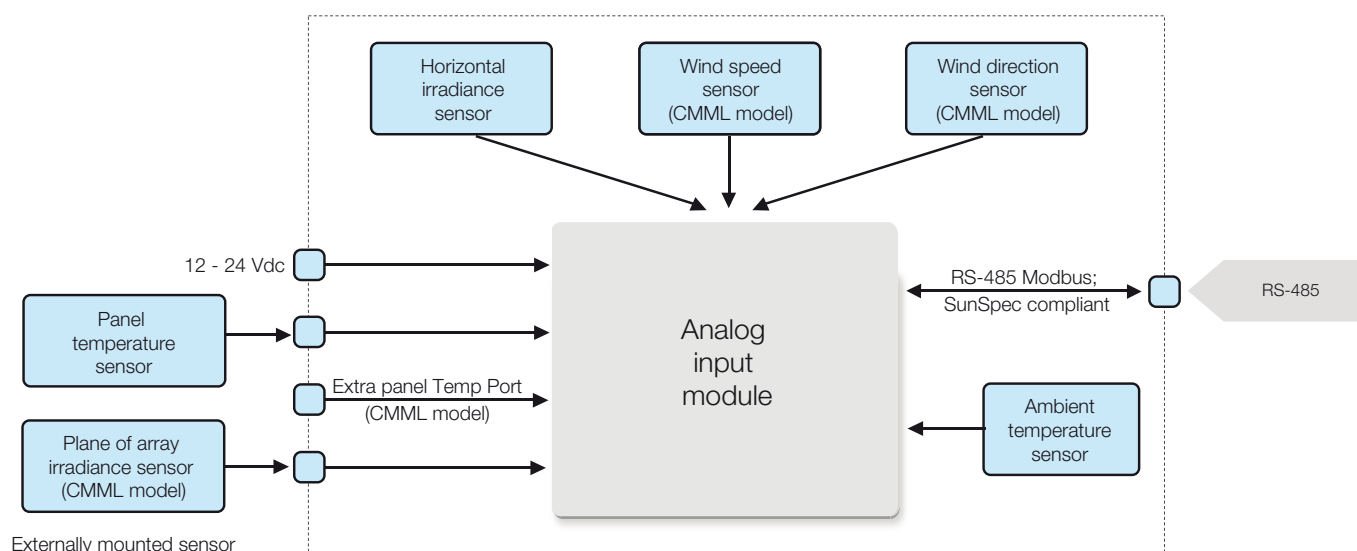 Horizontal
irradiance
sensor
Wind speed
sensor
(CMML model)
Wind direction
sensor
(CMML model)
12 - 24 Vdc
Panel
temperature
sensor
Extra panel Temp Port
(CMML model)
Plane of array
irradiance sensor
(CMML model)
Externally mounted sensor
Analog
input
module
RS-485 Modbus;
SunSpec compliant
RS-485
Ambient
temperature
sensor